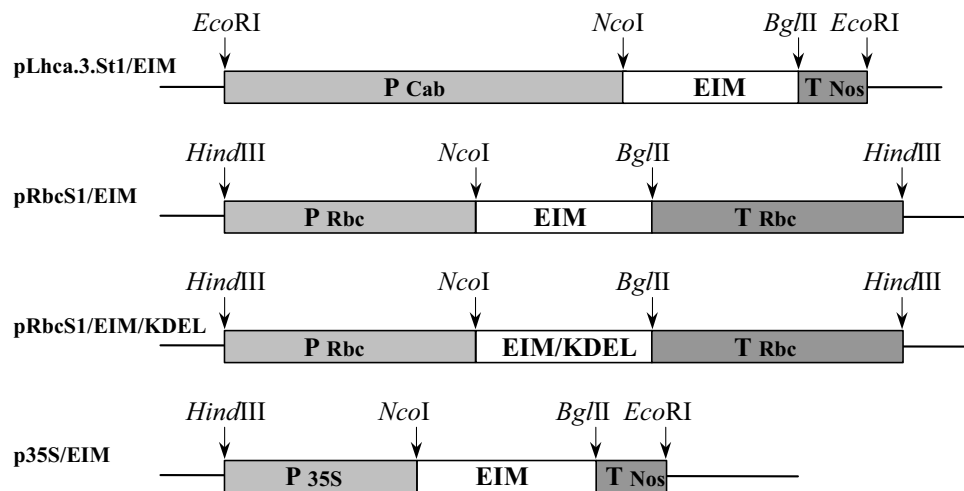 EcoRI NcoI BglII EcoRI
pLhca.3.St1/EIM
P Cab EIM T Nos
HindIII NcoI BglII HindIII
pRbcS1/EIM
P Rbc EIM T Rbc
HindIII NcoI BglII HindIII
pRbcS1/EIM/KDEL
P Rbc EIM/KDEL T Rbc
HindIII NcoI BglII EcoRI
p35S/EIM
P 35S EIM T Nos